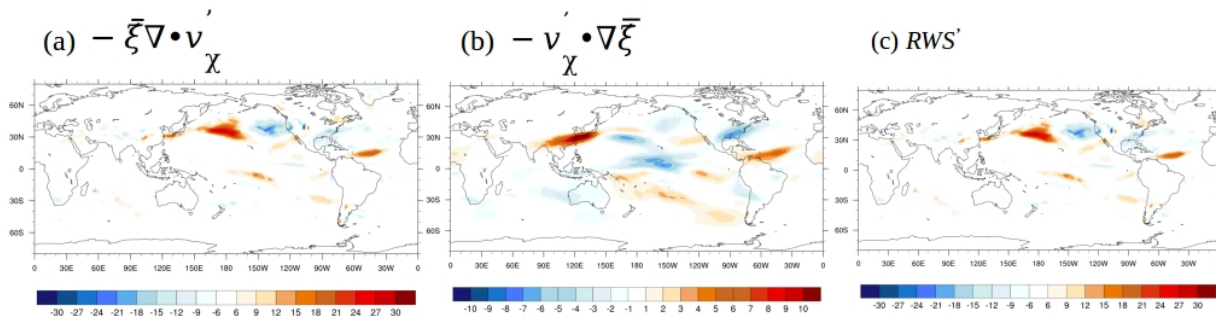 (a) − ξ̄∇•v′χ
(b) − v′χ•∇ξ̄
(c) RWS’
60N
30N
0
30S
60S
0 30E 60E 90E 120E 150E 180 150W 120W 90W 60W 30W 0
-30 -27 -24 -21 -18 -15 -12 -9 -6 6 9 12 15 18 21 24 27 30
60N
30N
0
30S
60S
0 30E 60E 90E 120E 150E 180 150W 120W 90W 60W 30W 0
-10 -9 -8 -7 -6 -5 -4 -3 -2 -1 1 2 3 4 5 6 7 8 9 10
60N
30N
0
30S
60S
0 30E 60E 90E 120E 150E 180 150W 120W 90W 60W 30W 0
-30 -27 -24 -21 -18 -15 -12 -9 -6 6 9 12 15 18 21 24 27 30